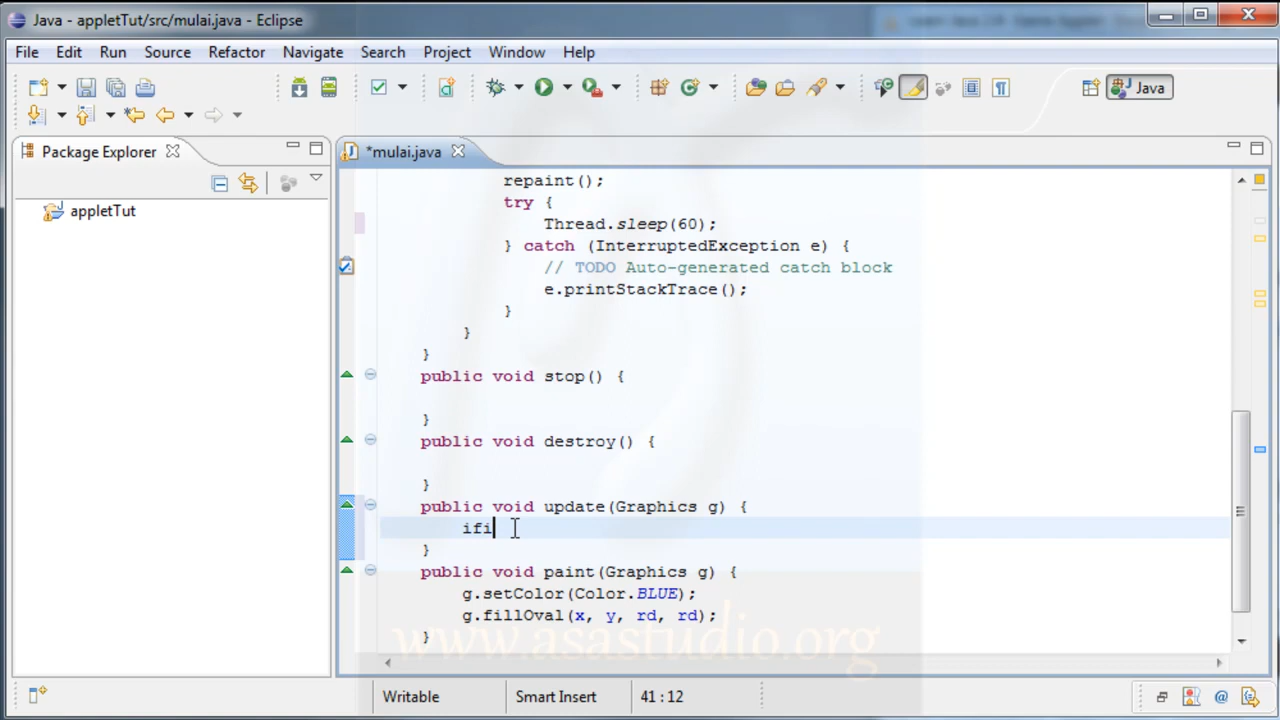 Java - appletTut/src/mulai.java - Eclipse
File Edit Run Source Refactor Navigate Search Project Window Help
Java
Package Explorer
*mulai.java
appletTut
repaint();
try {
Thread.sleep(60);
} catch (InterruptedException e) {
// TODO Auto-generated catch block
e.printStackTrace();
}
}
}
public void stop() {
}
public void destroy() {
}
public void update(Graphics g) {
ifi
}
public void paint(Graphics g) {
g.setColor(Color.BLUE);
g.fillOval(x, y, rd, rd);
}
www.asastudio.org
Writable Smart Insert 41 : 12